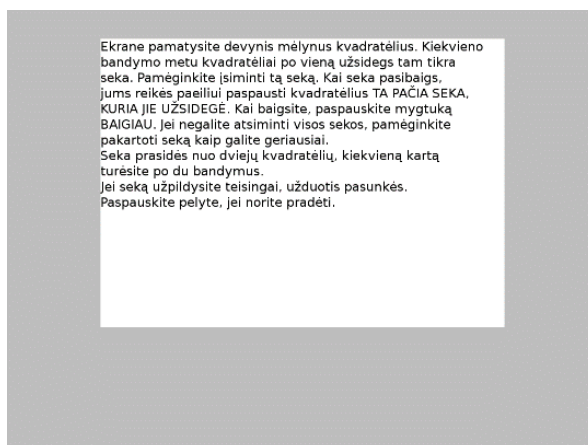 Ekrane pamatysite devynis mėlynus kvadratėlius. Kiekvieno
bandymo metu kvadratėliai po vieną užsidegs tam tikra
seka. Pamėginkite įsiminti tą seką. Kai seka pasibaigs,
jums reikės paeiliui paspausti kvadratėlius TA PAČIA SEKA,
KURIA JIE UŽSIDEGĖ. Kai baigsite, paspauskite mygtuką
BAIGIAU. Jei negalite atsiminti visos sekos, pamėginkite
pakartoti seką kaip galite geriausiai.
Seka prasidės nuo dviejų kvadratėlių, kiekvieną kartą
turėsite po du bandymus.
Jei seką užpildysite teisingai, užduotis pasunkės.
Paspauskite pelyte, jei norite pradėti.